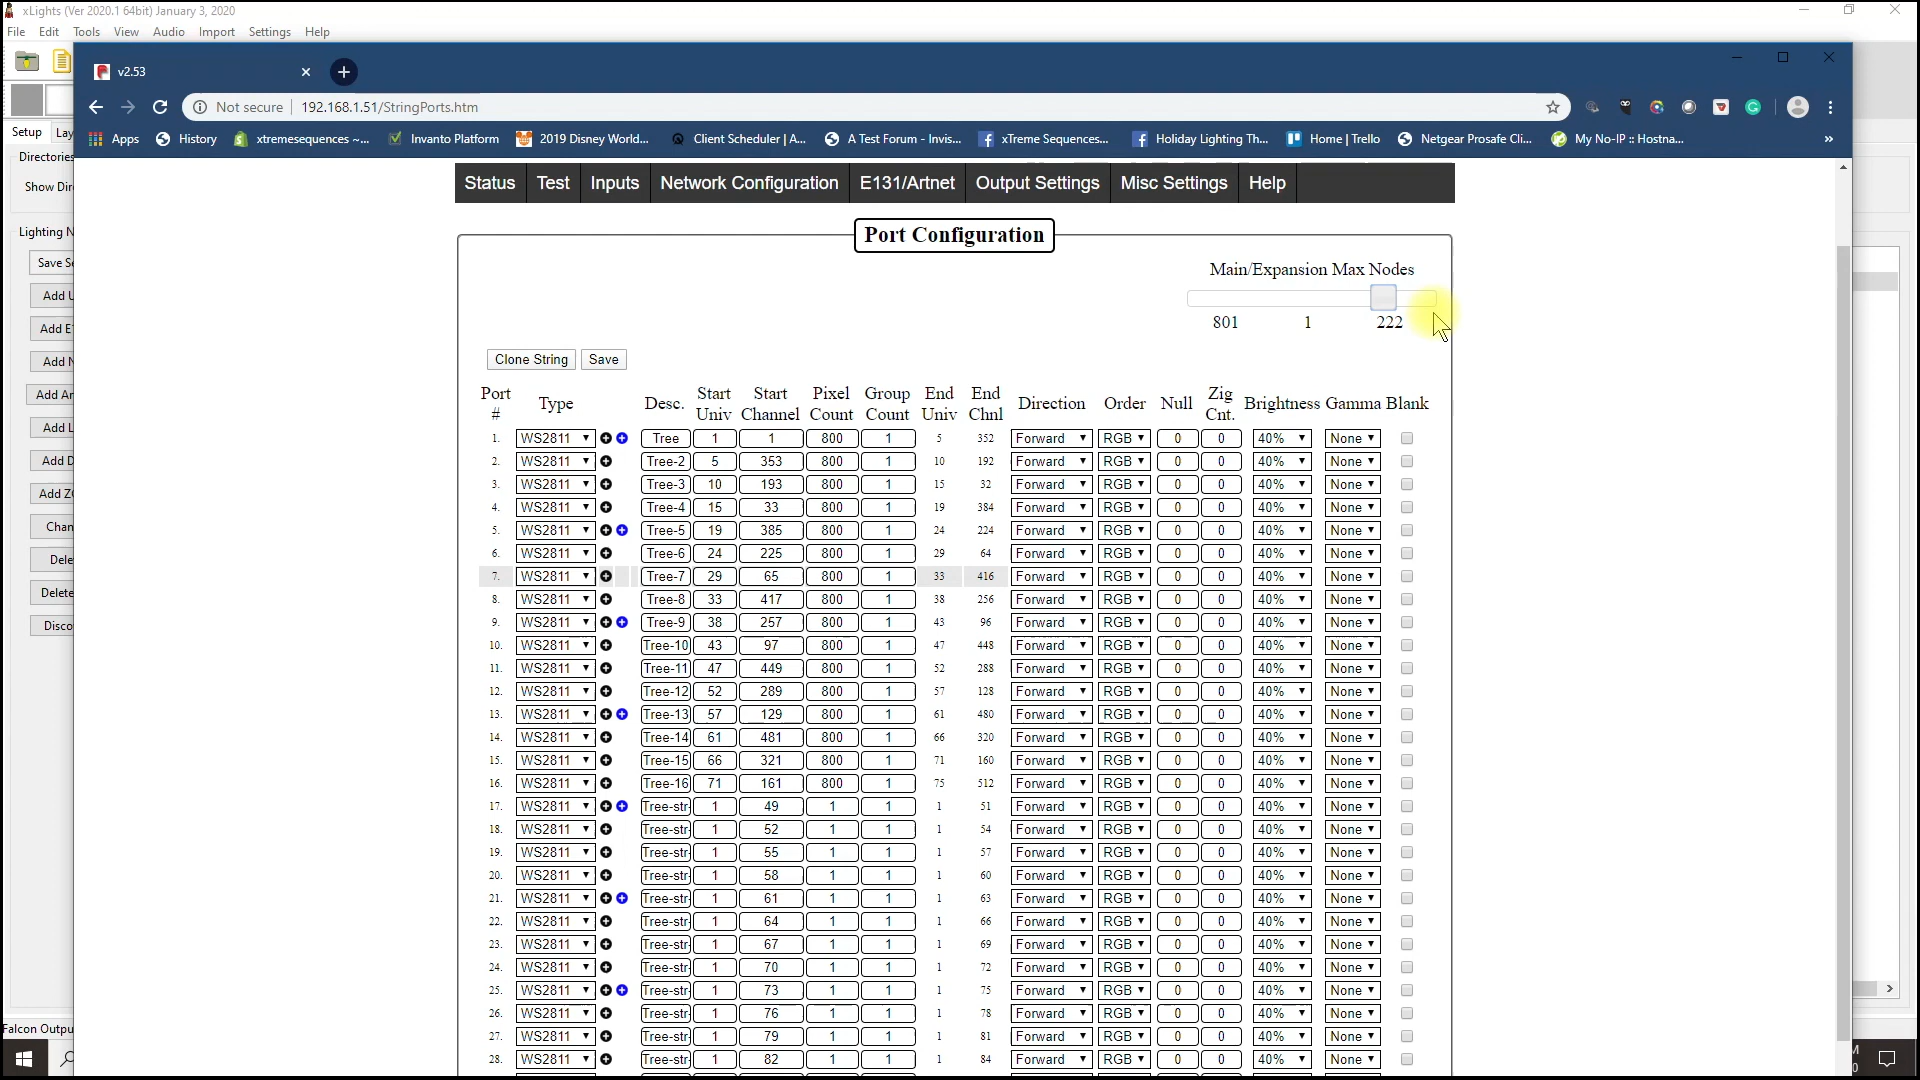 xLights (Ver 2020.1 64bit) January 3, 2020
File Edit Tools View Audio Import Settings Help
v2.53
Not secure 192.168.1.51/StringPorts.htm
Apps History xtremesequences ~... Invanto Platform 2019 Disney World... Client Scheduler | A... A Test Forum - Invis... xTreme Sequences... Holiday Lighting Th... Home | Trello Netgear Prosafe Cli... My No-IP :: Hostna... »
Setup Lay
Directories
Show Dir
Lighting N
Save Se
Add U
Add E
Add N
Add Ar
Add L
Add D
Add Z
Chan
Dele
Delete
Disco
Falcon Outpu
Status Test Inputs Network Configuration E131/Artnet Output Settings Misc Settings Help
Port Configuration
Main/Expansion Max Nodes
801 1 222
Clone String Save
Port # Type Desc. Start Univ Start Channel Pixel Count Group Count End Univ End Chnl Direction Order Null Zig Cnt. Brightness Gamma Blank
1. WS2811 Tree 1 1 800 1 5 352 Forward RGB 0 0 40% None
2. WS2811 Tree-2 5 353 800 1 10 192 Forward RGB 0 0 40% None
3. WS2811 Tree-3 10 193 800 1 15 32 Forward RGB 0 0 40% None
4. WS2811 Tree-4 15 33 800 1 19 384 Forward RGB 0 0 40% None
5. WS2811 Tree-5 19 385 800 1 24 224 Forward RGB 0 0 40% None
6. WS2811 Tree-6 24 225 800 1 29 64 Forward RGB 0 0 40% None
7. WS2811 Tree-7 29 65 800 1 33 416 Forward RGB 0 0 40% None
8. WS2811 Tree-8 33 417 800 1 38 256 Forward RGB 0 0 40% None
9. WS2811 Tree-9 38 257 800 1 43 96 Forward RGB 0 0 40% None
10. WS2811 Tree-10 43 97 800 1 47 448 Forward RGB 0 0 40% None
11. WS2811 Tree-11 47 449 800 1 52 288 Forward RGB 0 0 40% None
12. WS2811 Tree-12 52 289 800 1 57 128 Forward RGB 0 0 40% None
13. WS2811 Tree-13 57 129 800 1 61 480 Forward RGB 0 0 40% None
14. WS2811 Tree-14 61 481 800 1 66 320 Forward RGB 0 0 40% None
15. WS2811 Tree-15 66 321 800 1 71 160 Forward RGB 0 0 40% None
16. WS2811 Tree-16 71 161 800 1 75 512 Forward RGB 0 0 40% None
17. WS2811 Tree-str- 1 49 1 1 1 51 Forward RGB 0 0 40% None
18. WS2811 Tree-str- 1 52 1 1 1 54 Forward RGB 0 0 40% None
19. WS2811 Tree-str- 1 55 1 1 1 57 Forward RGB 0 0 40% None
20. WS2811 Tree-str- 1 58 1 1 1 60 Forward RGB 0 0 40% None
21. WS2811 Tree-str- 1 61 1 1 1 63 Forward RGB 0 0 40% None
22. WS2811 Tree-str- 1 64 1 1 1 66 Forward RGB 0 0 40% None
23. WS2811 Tree-str- 1 67 1 1 1 69 Forward RGB 0 0 40% None
24. WS2811 Tree-str- 1 70 1 1 1 72 Forward RGB 0 0 40% None
25. WS2811 Tree-str- 1 73 1 1 1 75 Forward RGB 0 0 40% None
26. WS2811 Tree-str- 1 76 1 1 1 78 Forward RGB 0 0 40% None
27. WS2811 Tree-str- 1 79 1 1 1 81 Forward RGB 0 0 40% None
28. WS2811 Tree-str- 1 82 1 1 1 84 Forward RGB 0 0 40% None